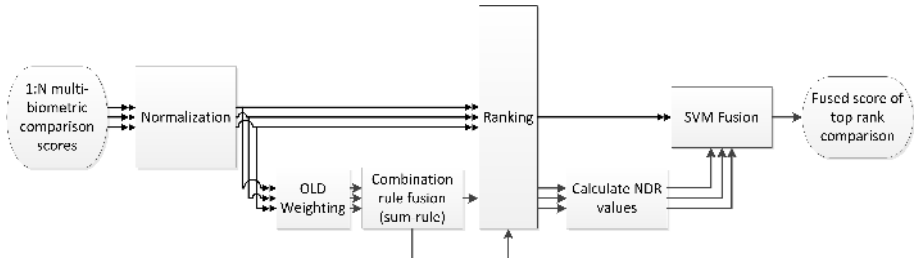 1:N multi-
biometric
comparison
scores
Normalization
OLD
Weighting
Combination
rule fusion
(sum rule)
Ranking
Calculate NDR
values
SVM Fusion
Fused score of
top rank
comparison